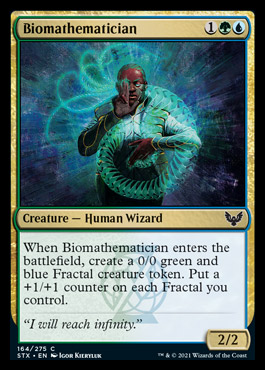 Biomathematician 1
Creature — Human Wizard
When Biomathematician enters the
battlefield, create a 0/0 green and
blue Fractal creature token. Put a
+1/+1 counter on each Fractal you
control.
“I will reach infinity.”
2/2
164/275 C
STX • EN Igor Kieryluk
™ & © 2021 Wizards of the Coast